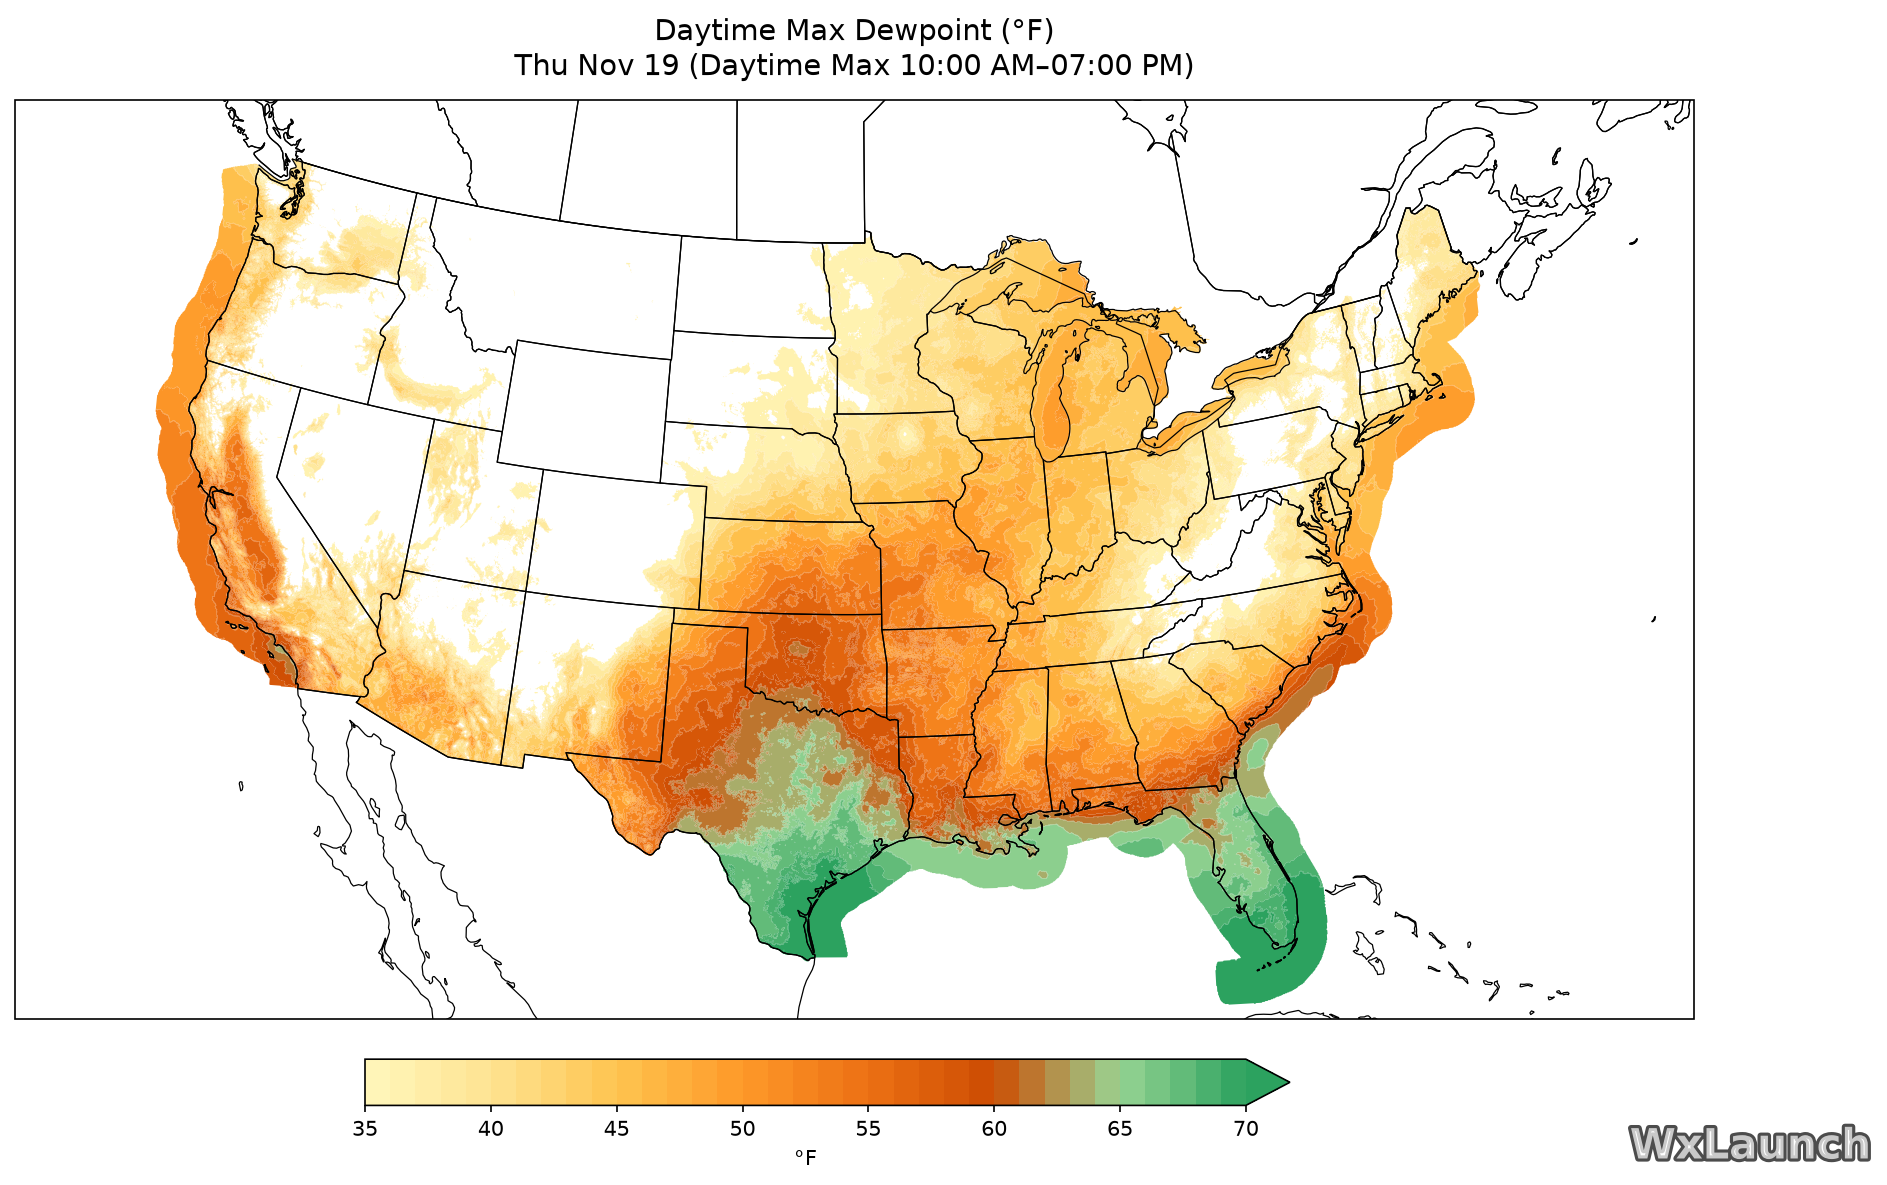 Daytime Max Dewpoint (°F)
Thu Nov 19 (Daytime Max 10:00 AM–07:00 PM)
35 40 45 50 55 60 65 70
°F
WxLaunch